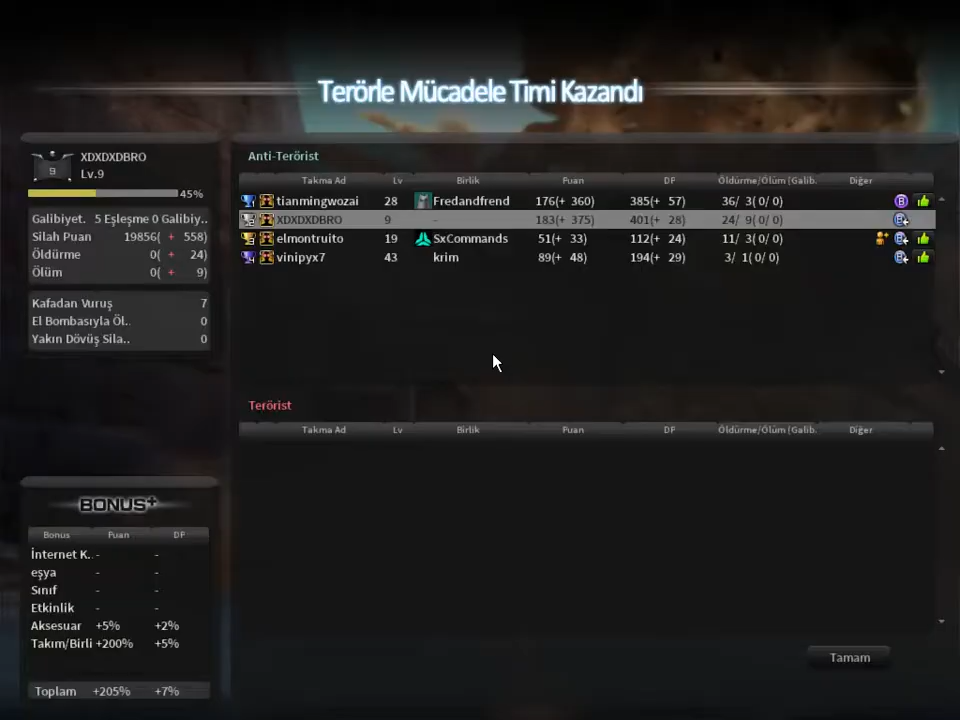 Terörle Mücadele Timi Kazandı
9
XDXDXDBRO
Lv.9
45%
Galibiyet. 5 Eşleşme 0 Galibiy..
Silah Puan 19856( + 558)
Öldürme 0( + 24)
Ölüm 0( + 9)
Kafadan Vuruş 7
El Bombasıyla Öl.. 0
Yakın Dövüş Sila.. 0
Anti-Terörist
Takma Ad Lv Birlik Puan DP Öldürme/Ölüm (Galib. Diğer
tianmingwozai 28 Fredandfrend 176(+ 360) 385(+ 57) 36/ 3( 0/ 0) B
XDXDXDBRO 9 - 183(+ 375) 401(+ 28) 24/ 9( 0/ 0)
elmontruito 19 SxCommands 51(+ 33) 112(+ 24) 11/ 3( 0/ 0)
vinipyx7 43 krim 89(+ 48) 194(+ 29) 3/ 1( 0/ 0)
Terörist
Takma Ad Lv Birlik Puan DP Öldürme/Ölüm (Galib. Diğer
BONUS+
Bonus Puan DP
İnternet K. - -
eşya - -
Sınıf - -
Etkinlik - -
Aksesuar +5% +2%
Takım/Birli +200% +5%
Toplam +205% +7%
Tamam